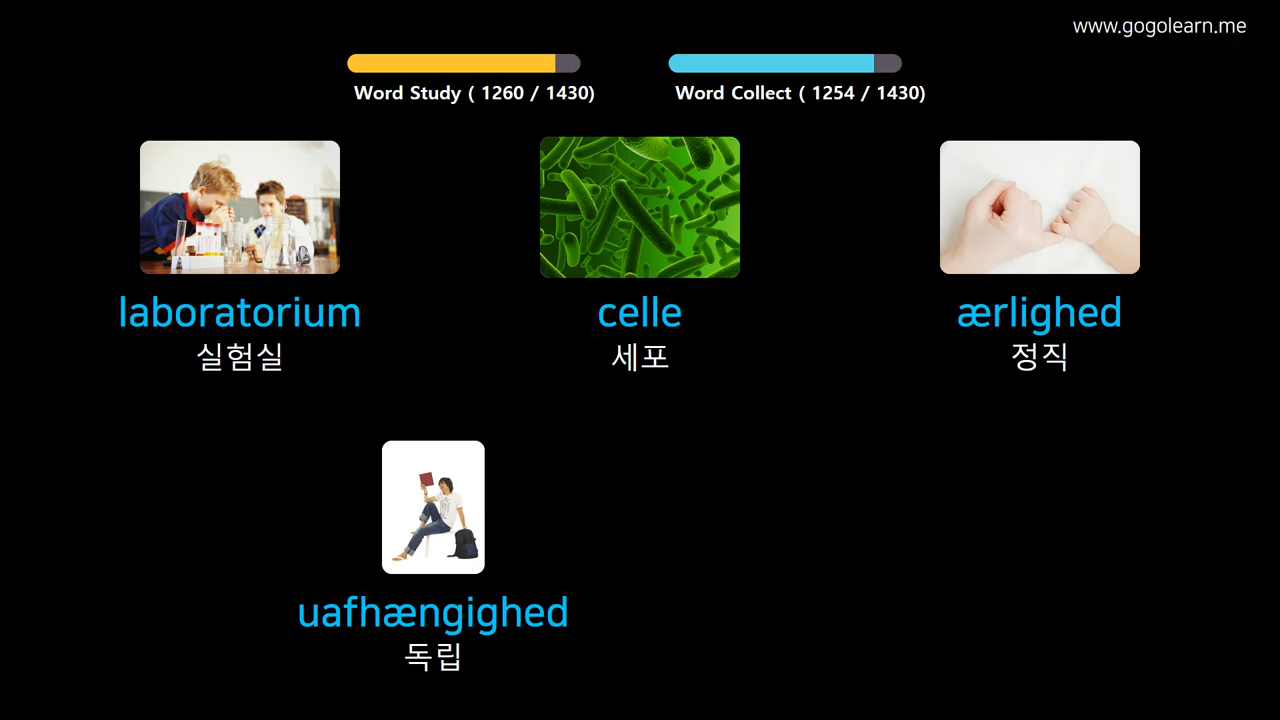 www.gogolearn.me
Word Study ( 1260 / 1430)
Word Collect ( 1254 / 1430)
laboratorium
실험실
celle
세포
ærlighed
정직
uafhængighed
독립